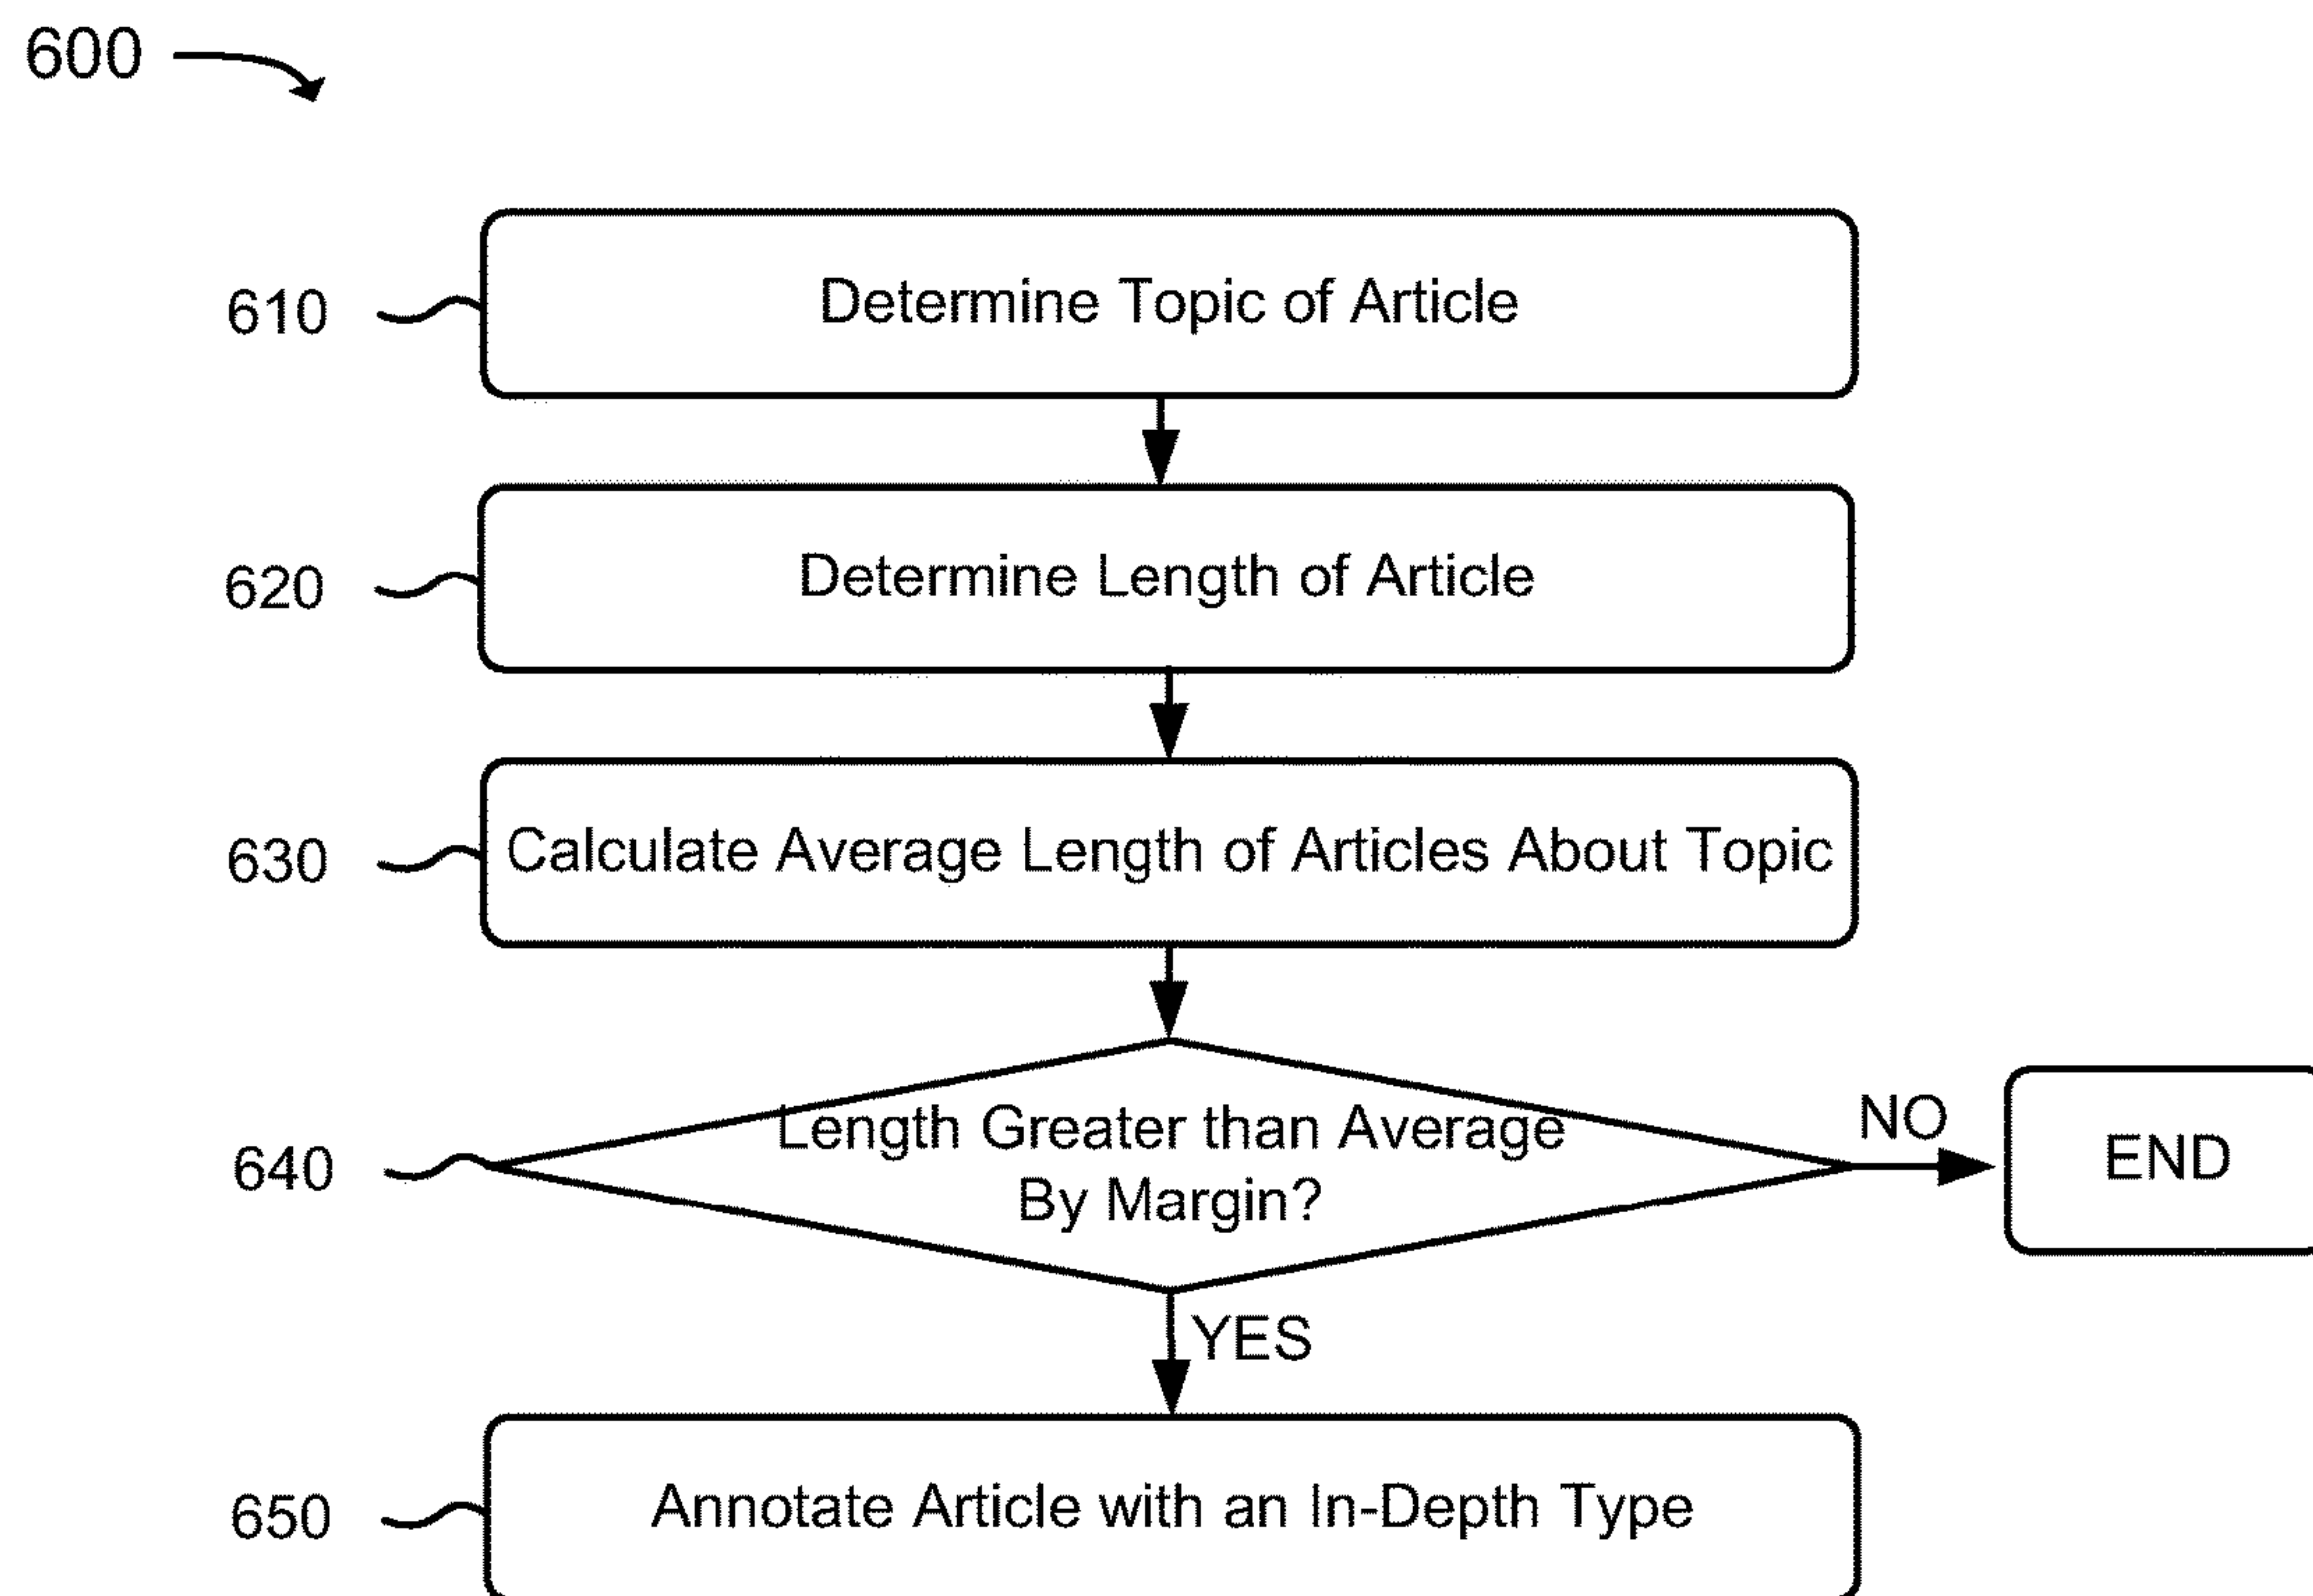 600
610
Determine Topic of Article
620
Determine Length of Article
630
Calculate Average Length of Articles About Topic
640
Length Greater than Average
By Margin?
NO
END
YES
650
Annotate Article with an In-Depth Type